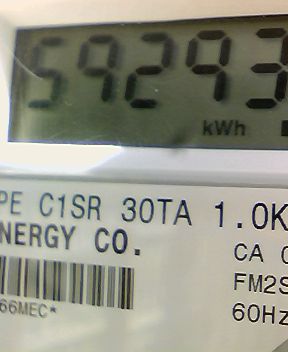 59293
kWh
PE C1SR 30TA 1.0K
NERGY CO.
CA
FM2S
66MEC*
60Hz